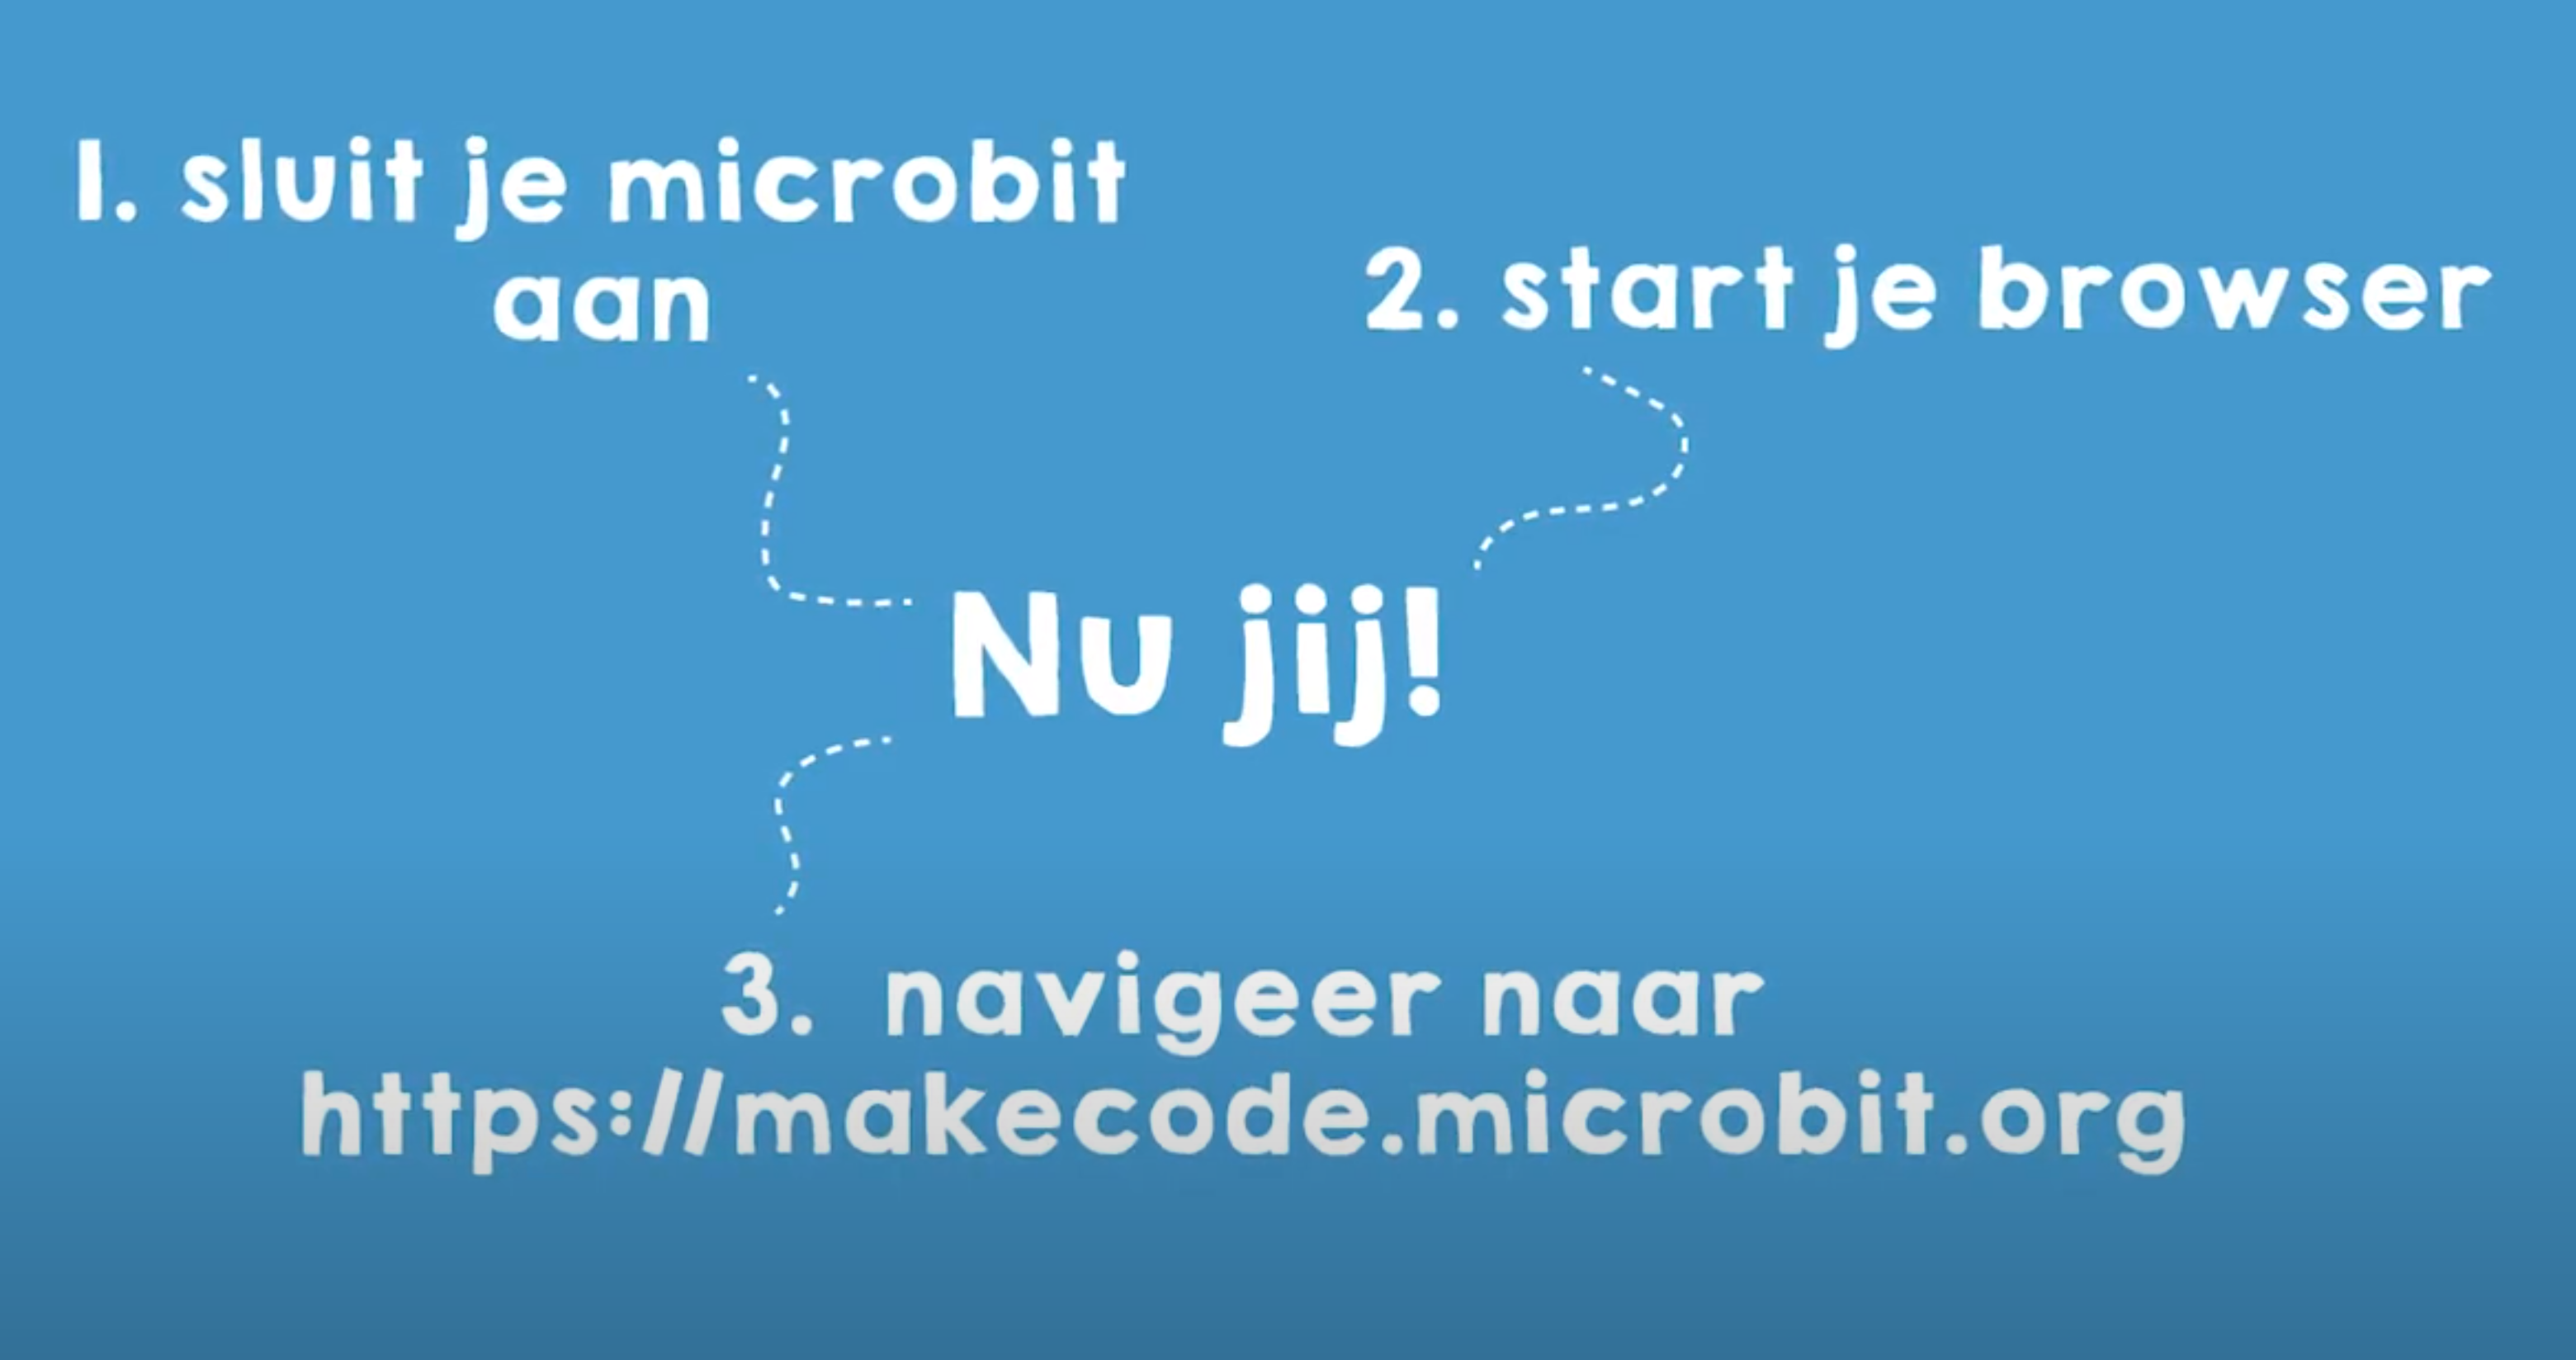 1. sluit je microbit
aan
2. start je browser
Nu jij!
3. navigeer naar
https://makecode.microbit.org